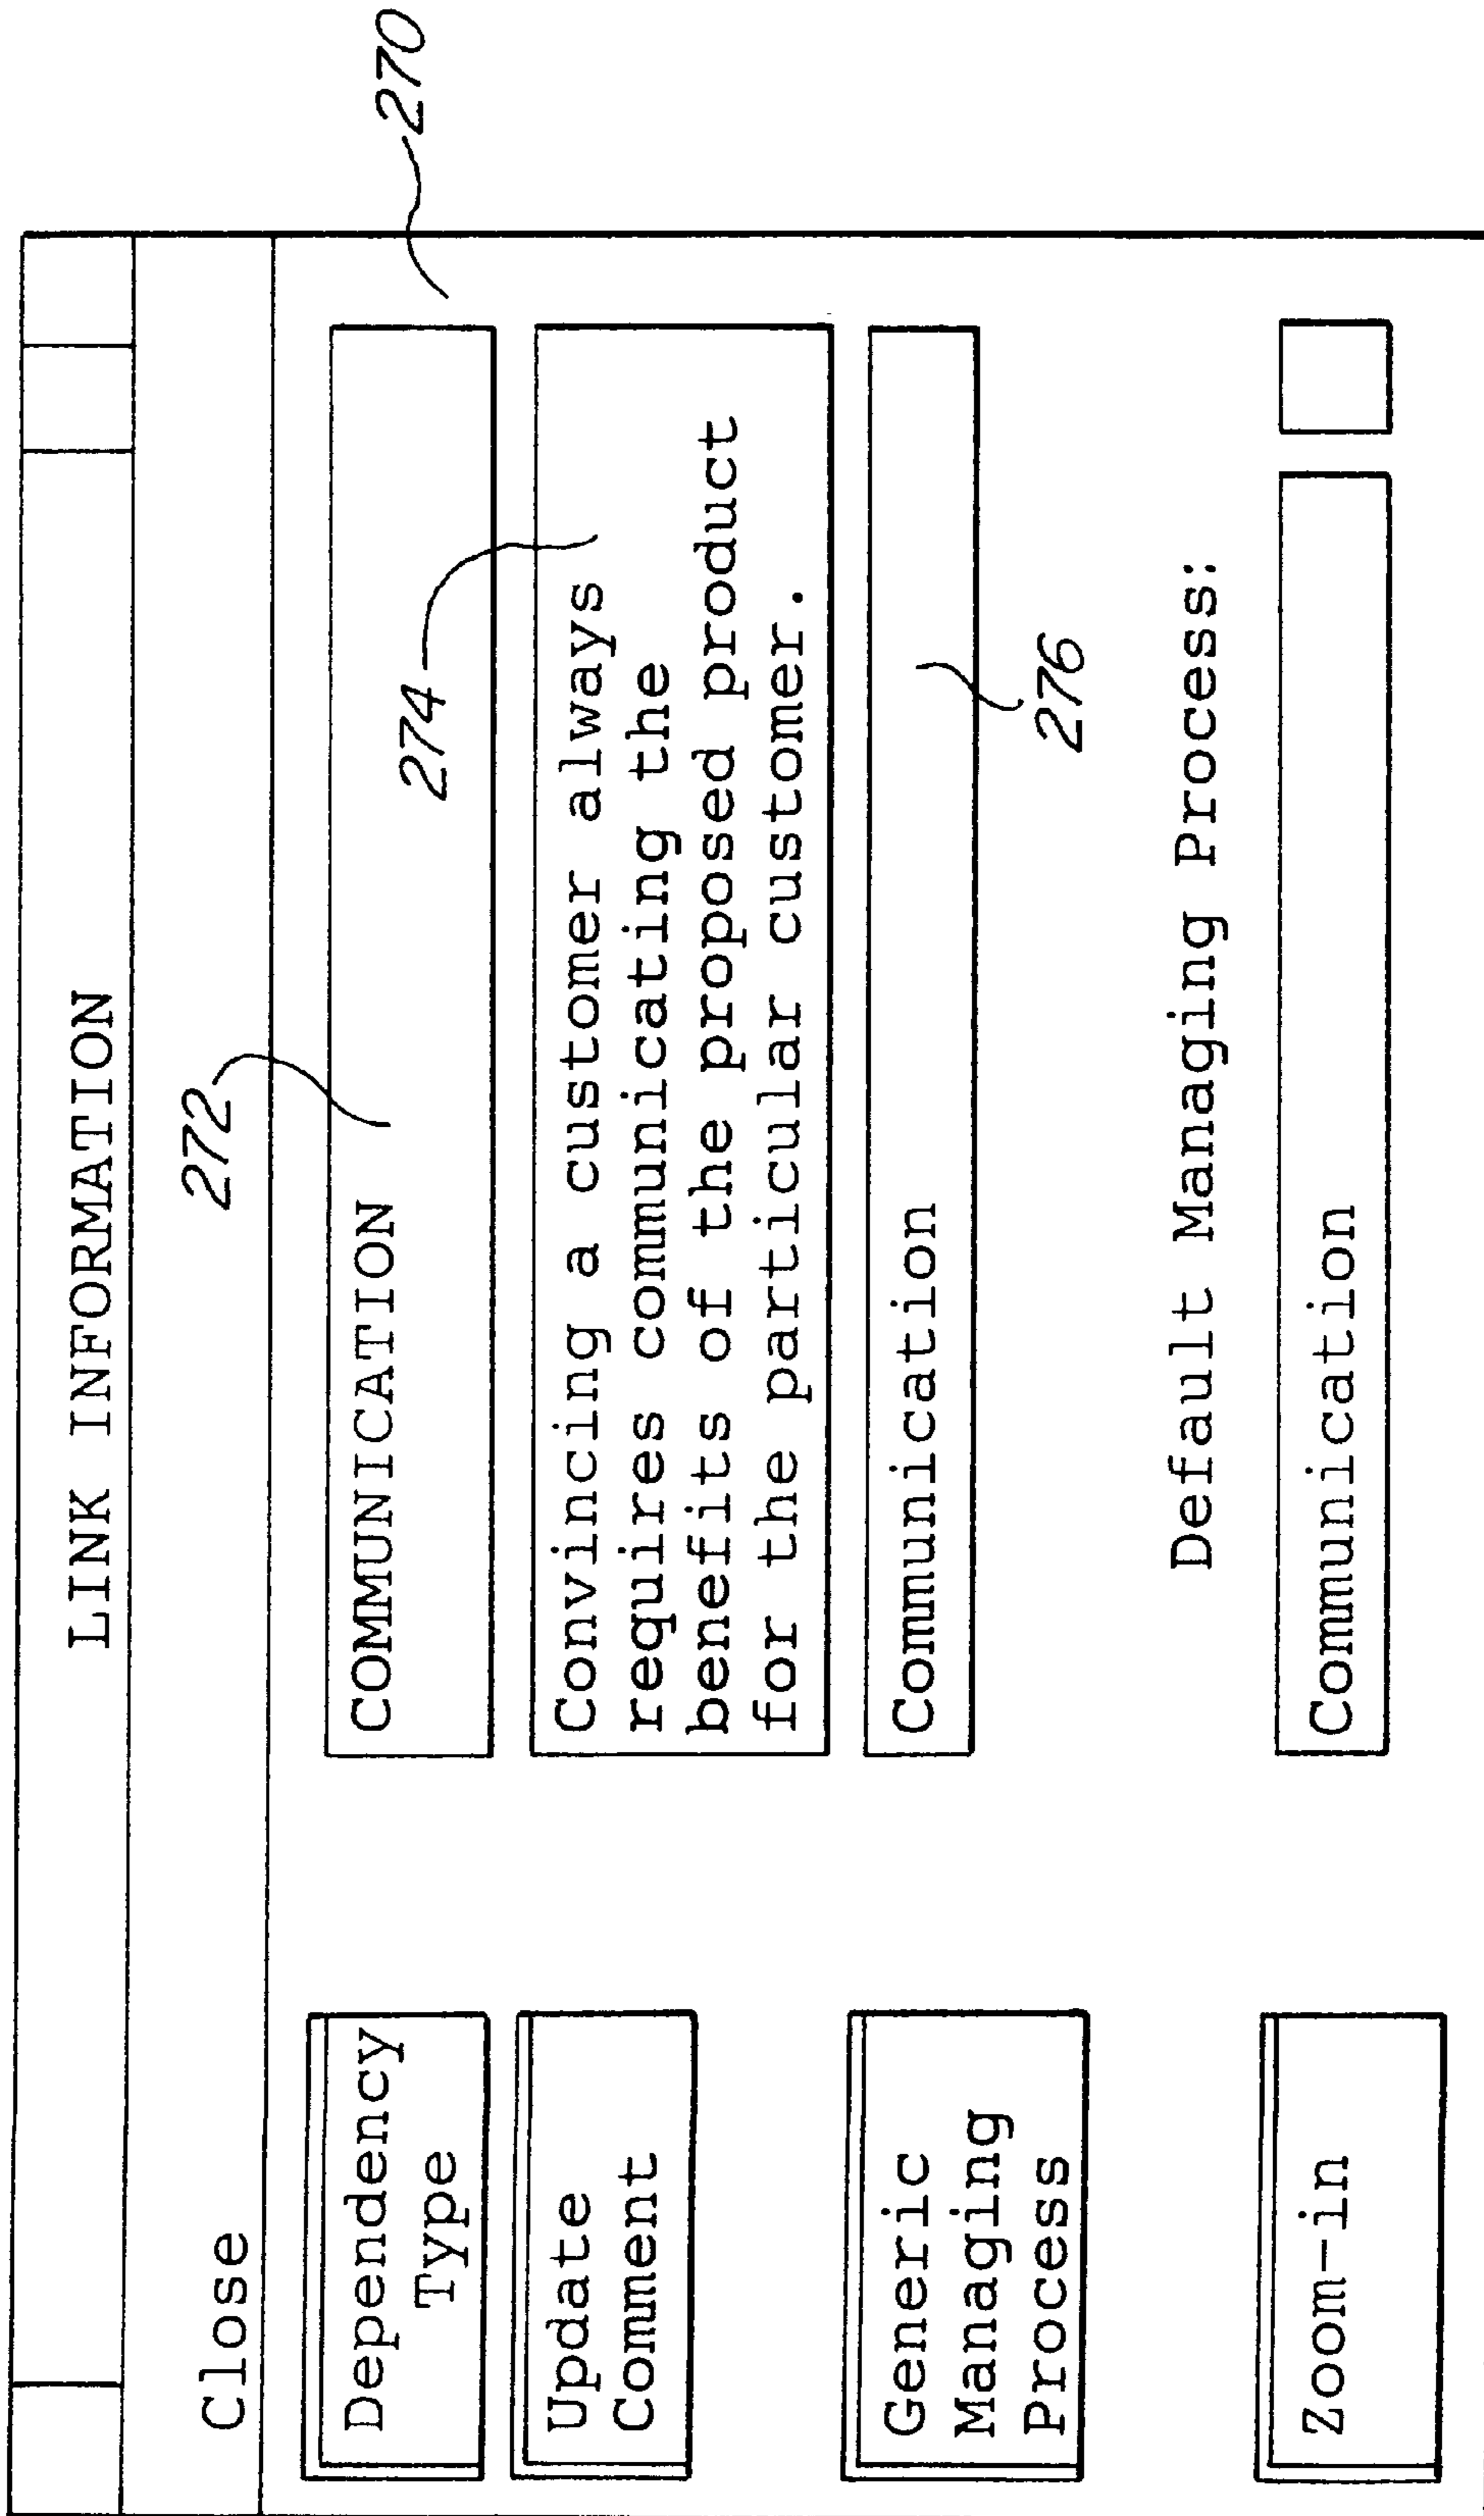 LINK INFORMATION
Close
272
270
Dependency
Type
COMMUNICATION
274
Update
Comment
Convincing a customer always
requires communicating the
benefits of the proposed product
for the particular customer.
Generic
Managing
Process
Communication
276
Default Managing Process:
Zoom-in
Communication